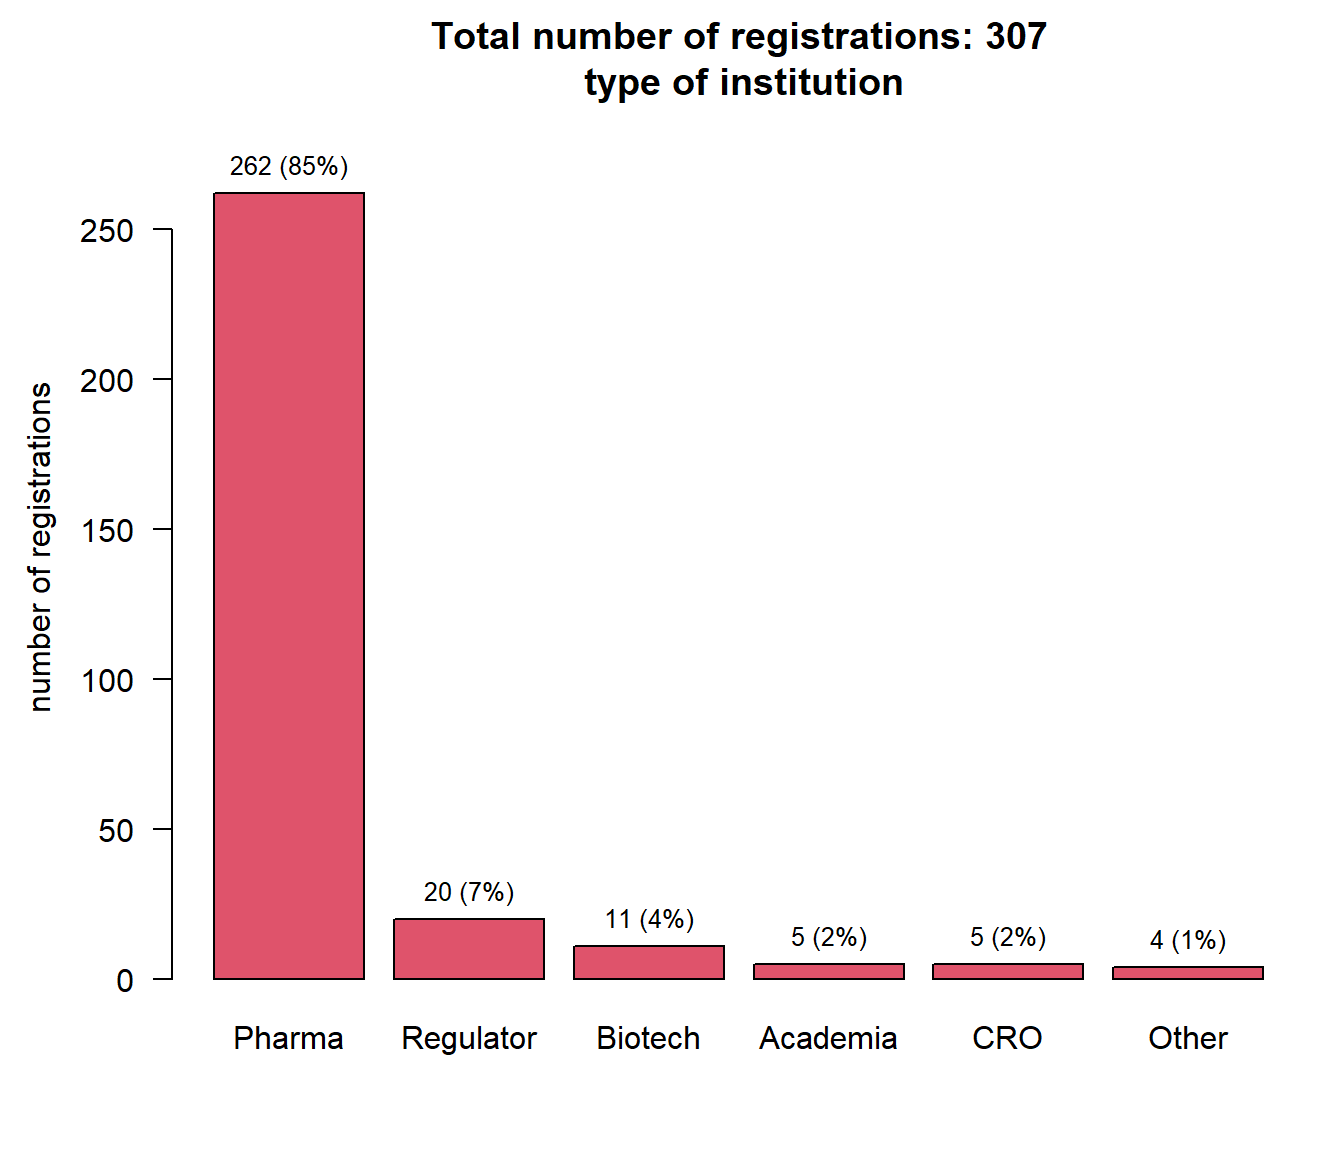 Total number of registrations: 307
type of institution
262 (85%)
20 (7%)
11 (4%)
5 (2%)
5 (2%)
4 (1%)
250
200
150
100
50
0
number of registrations
Pharma
Regulator
Biotech
Academia
CRO
Other